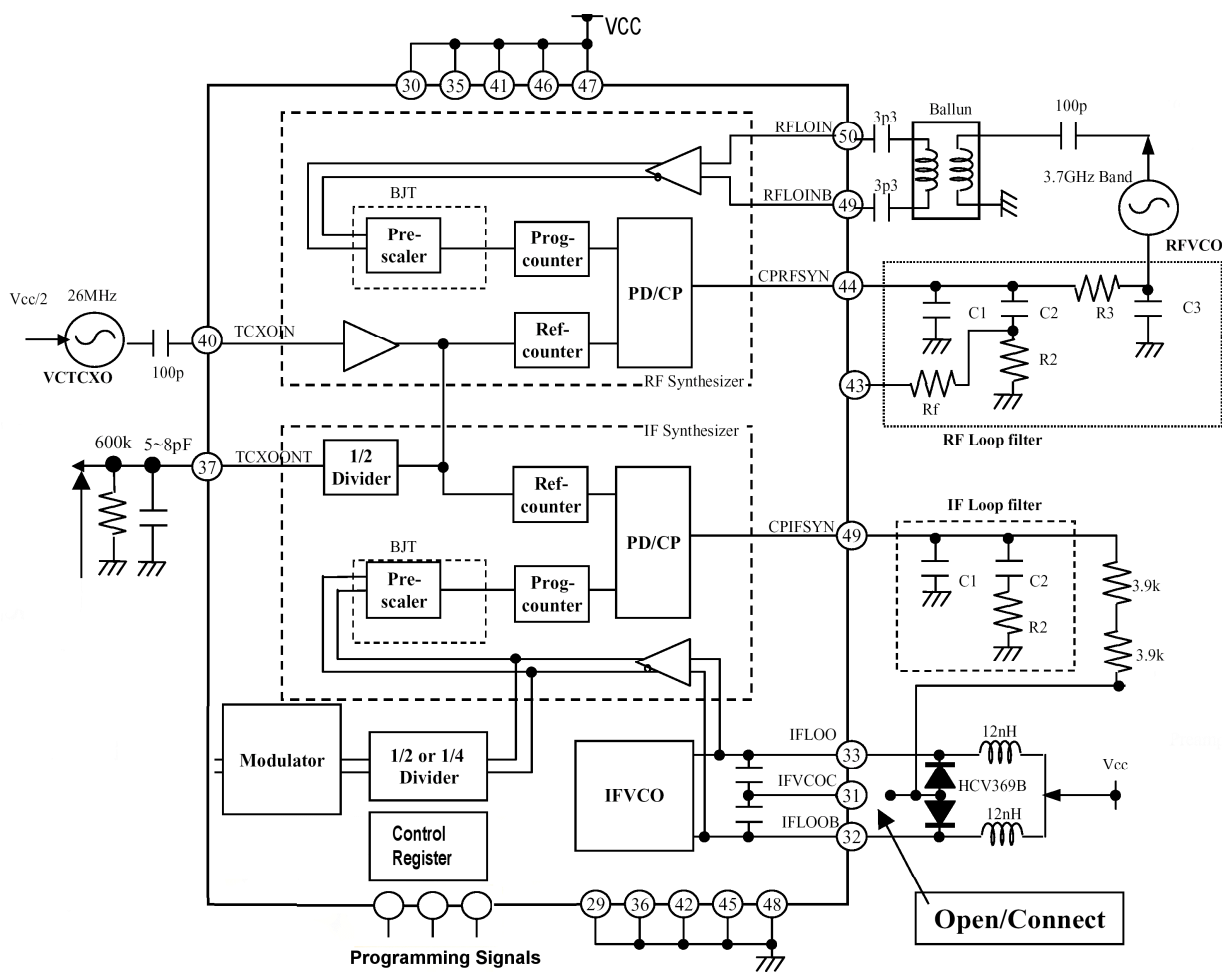 VCC
30 35 41 46 47
RFLOIN
50
3p3
Ballun
100p
3.7GHz Band
RFLOINB
49
3p3
RFVCO
BJT
Pre-
scaler
Prog-
counter
PD/CP
CPRFSYN
44
C1
C2
R3
C3
R2
43
Rf
RF Loop filter
Vcc/2
26MHz
VCTCXO
100p
40
TCXOIN
Ref-
counter
RF Synthesizer
IF Synthesizer
600k
5~8pF
37
TCXOONT
1/2
Divider
Ref-
counter
PD/CP
CPIFSYN
49
IF Loop filter
C1
C2
R2
3.9k
3.9k
BJT
Pre-
scaler
Prog-
counter
Modulator
1/2 or 1/4
Divider
IFVCO
IFLOO
33
12nH
IFVCOC
31
HCV369B
Vcc
IFLOOB
32
12nH
Control
Register
29 36 42 45 48
Open/Connect
Programming Signals